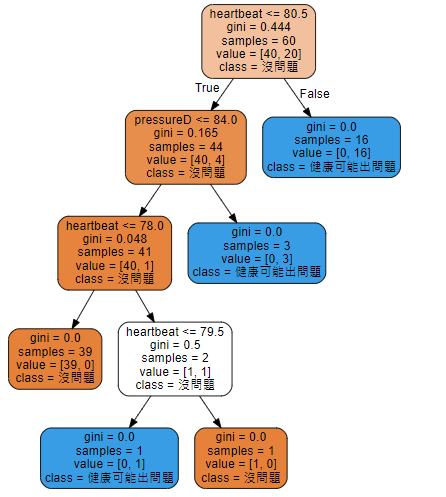 heartbeat <= 80.5
gini = 0.444
samples = 60
value = [40, 20]
class = 沒問題
True
False
pressureD <= 84.0
gini = 0.165
samples = 44
value = [40, 4]
class = 沒問題
gini = 0.0
samples = 16
value = [0, 16]
class = 健康可能出問題
heartbeat <= 78.0
gini = 0.048
samples = 41
value = [40, 1]
class = 沒問題
gini = 0.0
samples = 3
value = [0, 3]
class = 健康可能出問題
gini = 0.0
samples = 39
value = [39, 0]
class = 沒問題
heartbeat <= 79.5
gini = 0.5
samples = 2
value = [1, 1]
class = 沒問題
gini = 0.0
samples = 1
value = [0, 1]
class = 健康可能出問題
gini = 0.0
samples = 1
value = [1, 0]
class = 沒問題